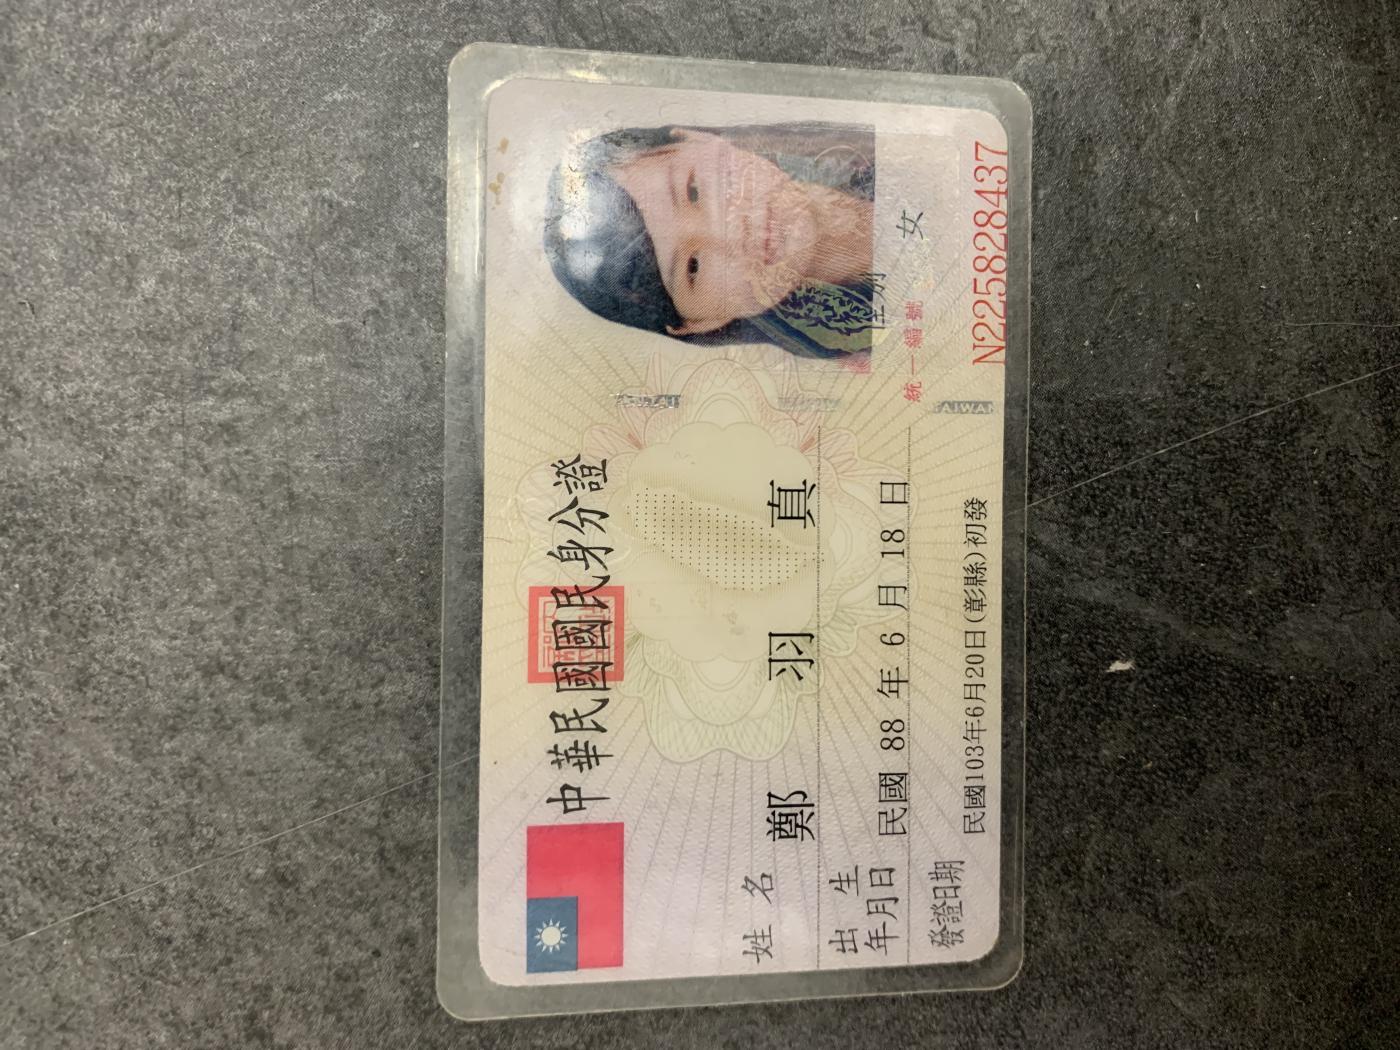 中華民國國民身分證
姓名 鄭羽真
出生年月日 民國 88 年 6 月 18 日
性別 女
發證日期 民國103年6月20日(彰縣)初發
統一編號
N225828437
TAIWAN